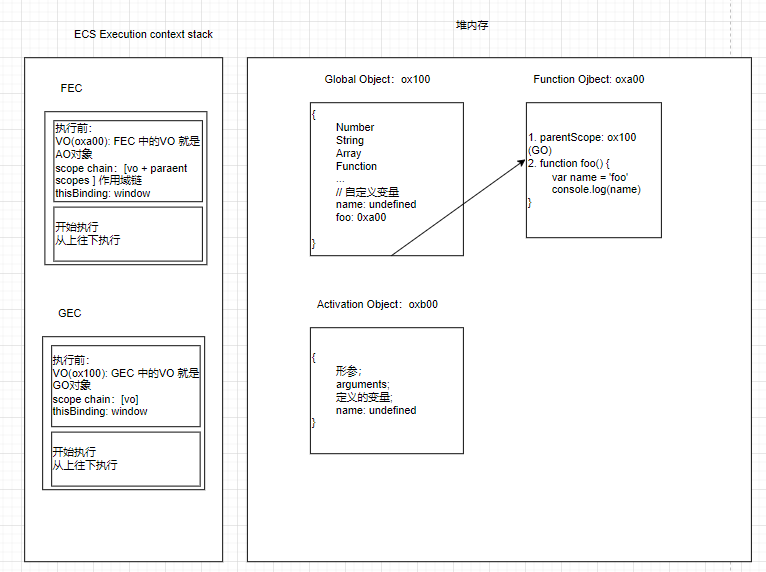 ECS Execution context stack
堆内存
FEC
执行前:
VO(oxa00): FEC 中的VO 就是
AO对象
scope chain：[vo + paraent
scopes ] 作用域链
thisBinding: window
开始执行
从上往下执行
GEC
执行前:
VO(ox100): GEC 中的VO 就是
GO对象
scope chain：[vo]
thisBinding: window
开始执行
从上往下执行
Global Object：ox100
{
Number
String
Array
Function
...
// 自定义变量
name: undefined
foo: 0xa00
}
Function Ojbect: oxa00
1. parentScope: ox100
(GO)
2. function foo() {
var name = 'foo'
console.log(name)
}
Activation Object：oxb00
{
形参;
arguments;
定义的变量;
name: undefined
}